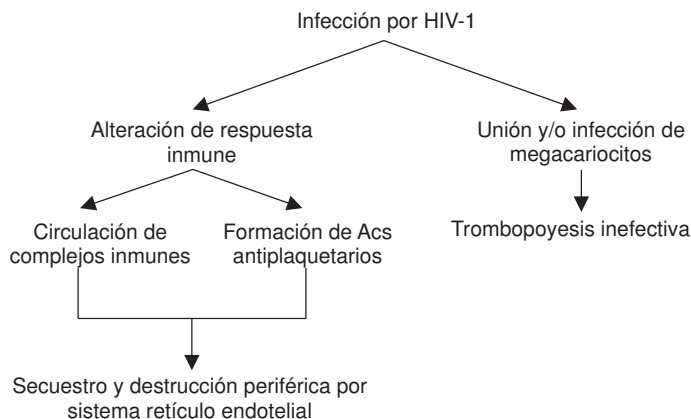 Infección por HIV-1
Alteración de respuesta
inmune
Unión y/o infección de
megacariocitos
Circulación de
complejos inmunes
Formación de Acs
antiplaquetarios
Trombopoyesis inefectiva
Secuestro y destrucción periférica por
sistema retículo endotelial